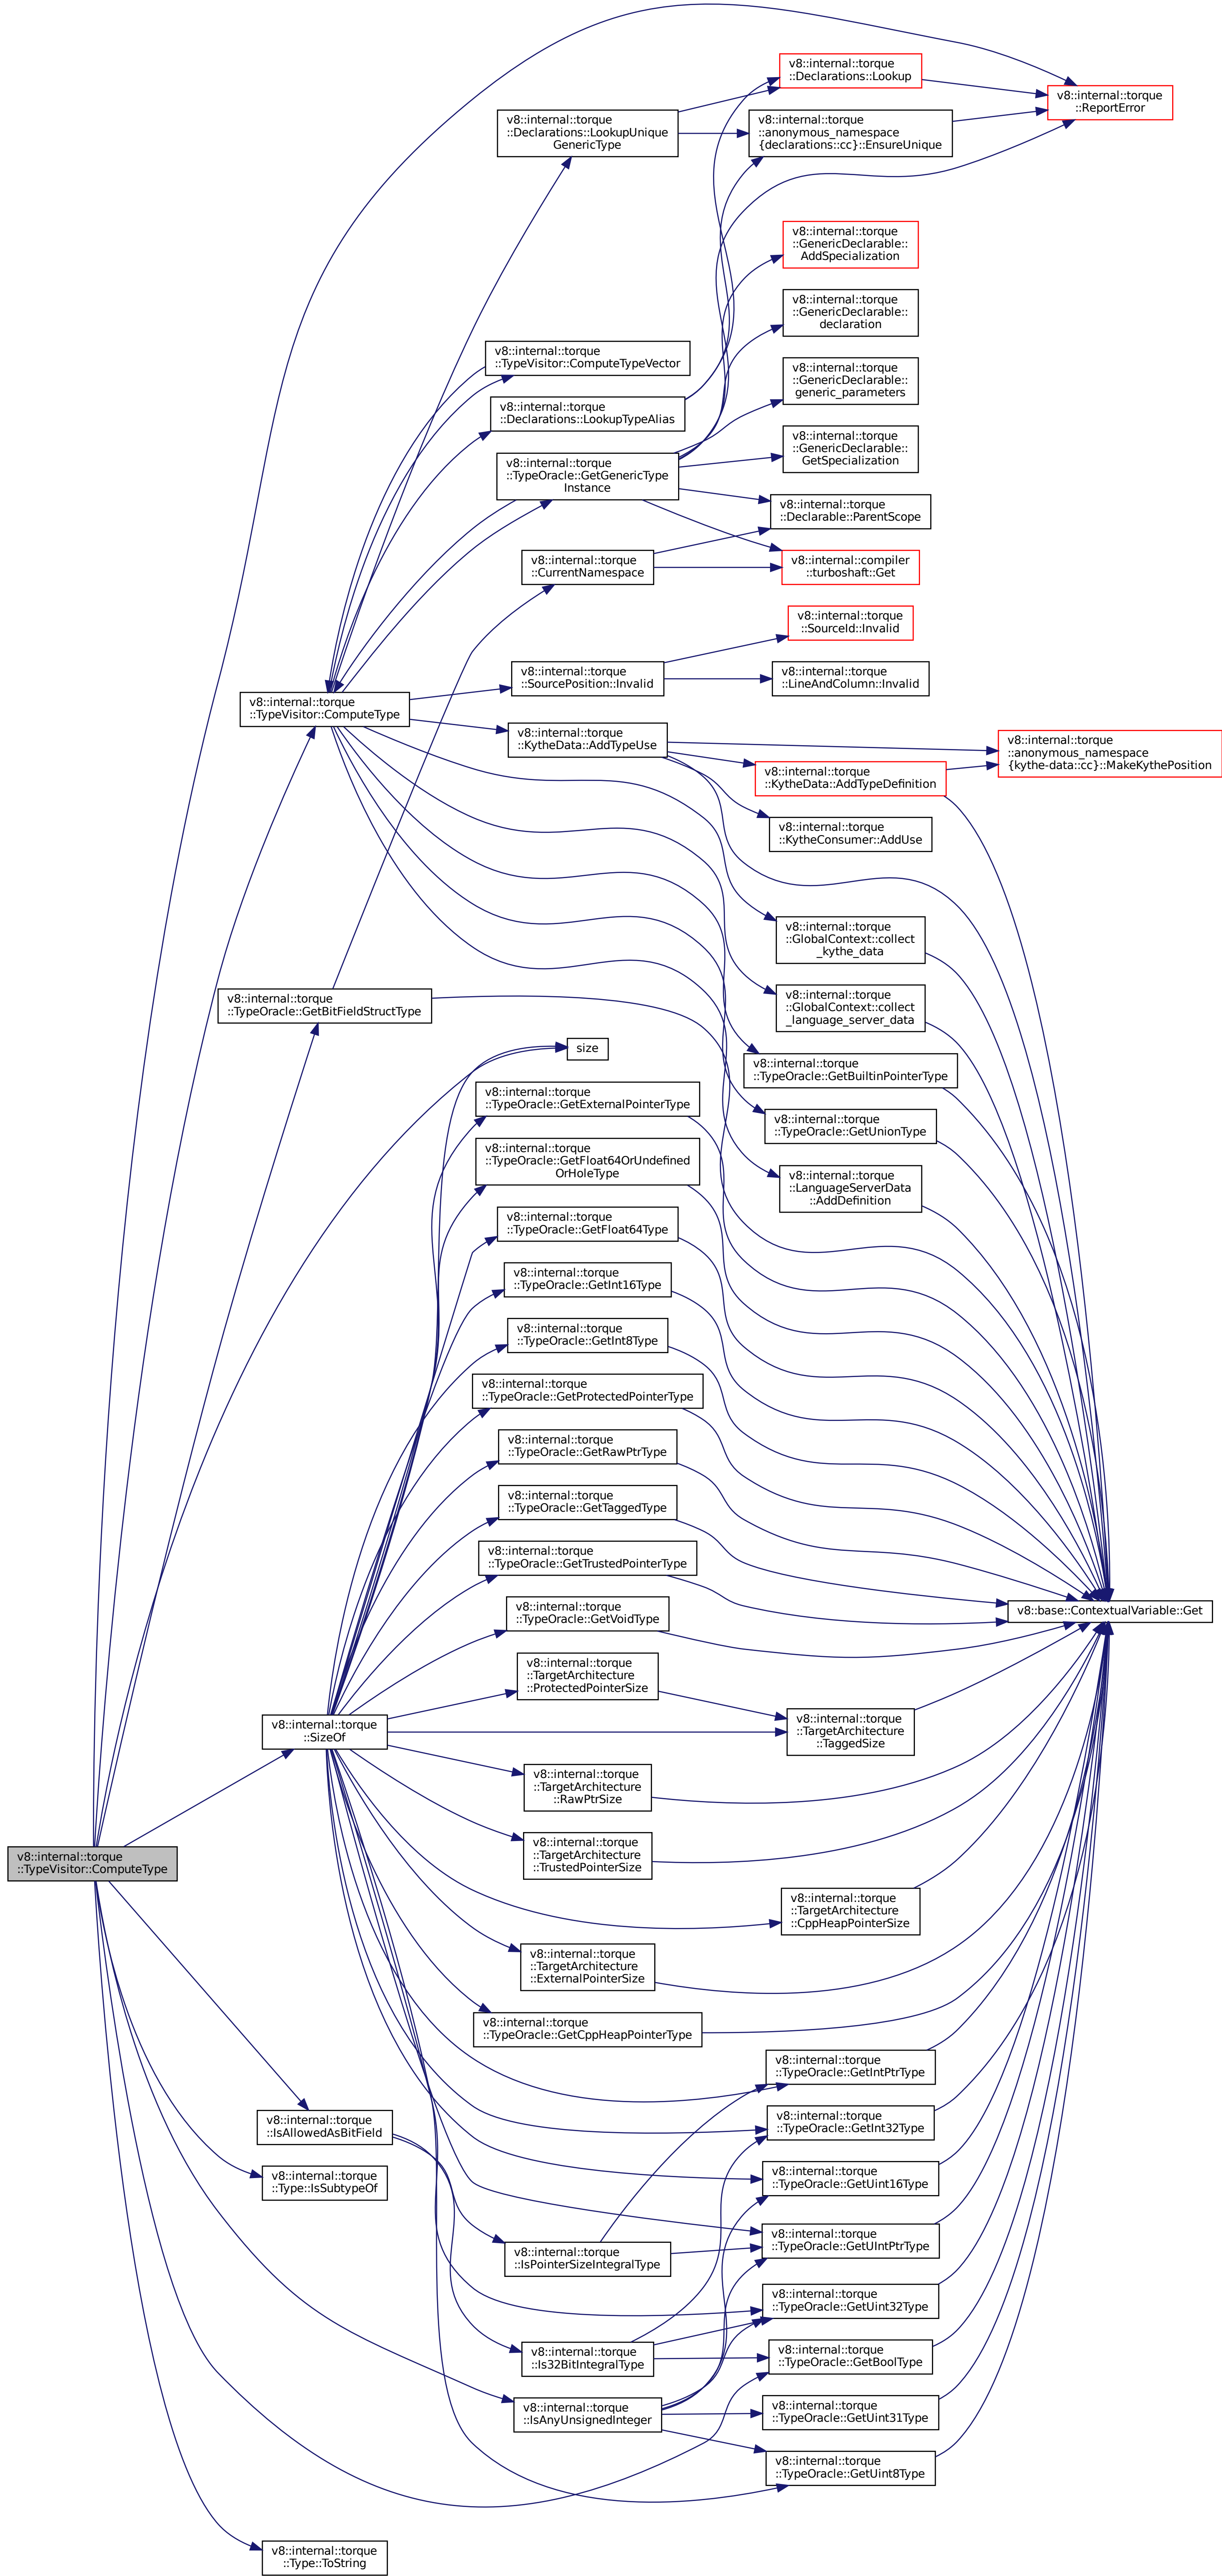 v8::internal::torque
::Declarations::Lookup
v8::internal::torque
::ReportError
v8::internal::torque
::Declarations::LookupUnique
GenericType
v8::internal::torque
::anonymous_namespace
{declarations::cc}::EnsureUnique
v8::internal::torque
::GenericDeclarable::
AddSpecialization
v8::internal::torque
::GenericDeclarable::
declaration
v8::internal::torque
::TypeVisitor::ComputeTypeVector
v8::internal::torque
::GenericDeclarable::
generic_parameters
v8::internal::torque
::Declarations::LookupTypeAlias
v8::internal::torque
::GenericDeclarable::
GetSpecialization
v8::internal::torque
::TypeOracle::GetGenericType
Instance
v8::internal::torque
::Declarable::ParentScope
v8::internal::torque
::CurrentNamespace
v8::internal::compiler
::turboshaft::Get
v8::internal::torque
::SourceId::Invalid
v8::internal::torque
::SourcePosition::Invalid
v8::internal::torque
::LineAndColumn::Invalid
v8::internal::torque
::TypeVisitor::ComputeType
v8::internal::torque
::KytheData::AddTypeUse
v8::internal::torque
::anonymous_namespace
{kythe-data::cc}::MakeKythePosition
v8::internal::torque
::KytheData::AddTypeDefinition
v8::internal::torque
::KytheConsumer::AddUse
v8::internal::torque
::GlobalContext::collect
_kythe_data
v8::internal::torque
::TypeOracle::GetBitFieldStructType
v8::internal::torque
::GlobalContext::collect
_language_server_data
size
v8::internal::torque
::TypeOracle::GetBuiltinPointerType
v8::internal::torque
::TypeOracle::GetExternalPointerType
v8::internal::torque
::TypeOracle::GetUnionType
v8::internal::torque
::TypeOracle::GetFloat64OrUndefined
OrHoleType
v8::internal::torque
::LanguageServerData
::AddDefinition
v8::internal::torque
::TypeOracle::GetFloat64Type
v8::internal::torque
::TypeOracle::GetInt16Type
v8::internal::torque
::TypeOracle::GetInt8Type
v8::internal::torque
::TypeOracle::GetProtectedPointerType
v8::internal::torque
::TypeOracle::GetRawPtrType
v8::internal::torque
::TypeOracle::GetTaggedType
v8::internal::torque
::TypeOracle::GetTrustedPointerType
v8::internal::torque
::TypeOracle::GetVoidType
v8::base::ContextualVariable::Get
v8::internal::torque
::TargetArchitecture
::ProtectedPointerSize
v8::internal::torque
::SizeOf
v8::internal::torque
::TargetArchitecture
::TaggedSize
v8::internal::torque
::TargetArchitecture
::RawPtrSize
v8::internal::torque
::TargetArchitecture
::TrustedPointerSize
v8::internal::torque
::TypeVisitor::ComputeType
v8::internal::torque
::TargetArchitecture
::CppHeapPointerSize
v8::internal::torque
::TargetArchitecture
::ExternalPointerSize
v8::internal::torque
::TypeOracle::GetCppHeapPointerType
v8::internal::torque
::TypeOracle::GetIntPtrType
v8::internal::torque
::IsAllowedAsBitField
v8::internal::torque
::TypeOracle::GetInt32Type
v8::internal::torque
::Type::IsSubtypeOf
v8::internal::torque
::TypeOracle::GetUint16Type
v8::internal::torque
::IsPointerSizeIntegralType
v8::internal::torque
::TypeOracle::GetUIntPtrType
v8::internal::torque
::TypeOracle::GetUint32Type
v8::internal::torque
::Is32BitIntegralType
v8::internal::torque
::TypeOracle::GetBoolType
v8::internal::torque
::IsAnyUnsignedInteger
v8::internal::torque
::TypeOracle::GetUint31Type
v8::internal::torque
::TypeOracle::GetUint8Type
v8::internal::torque
::Type::ToString